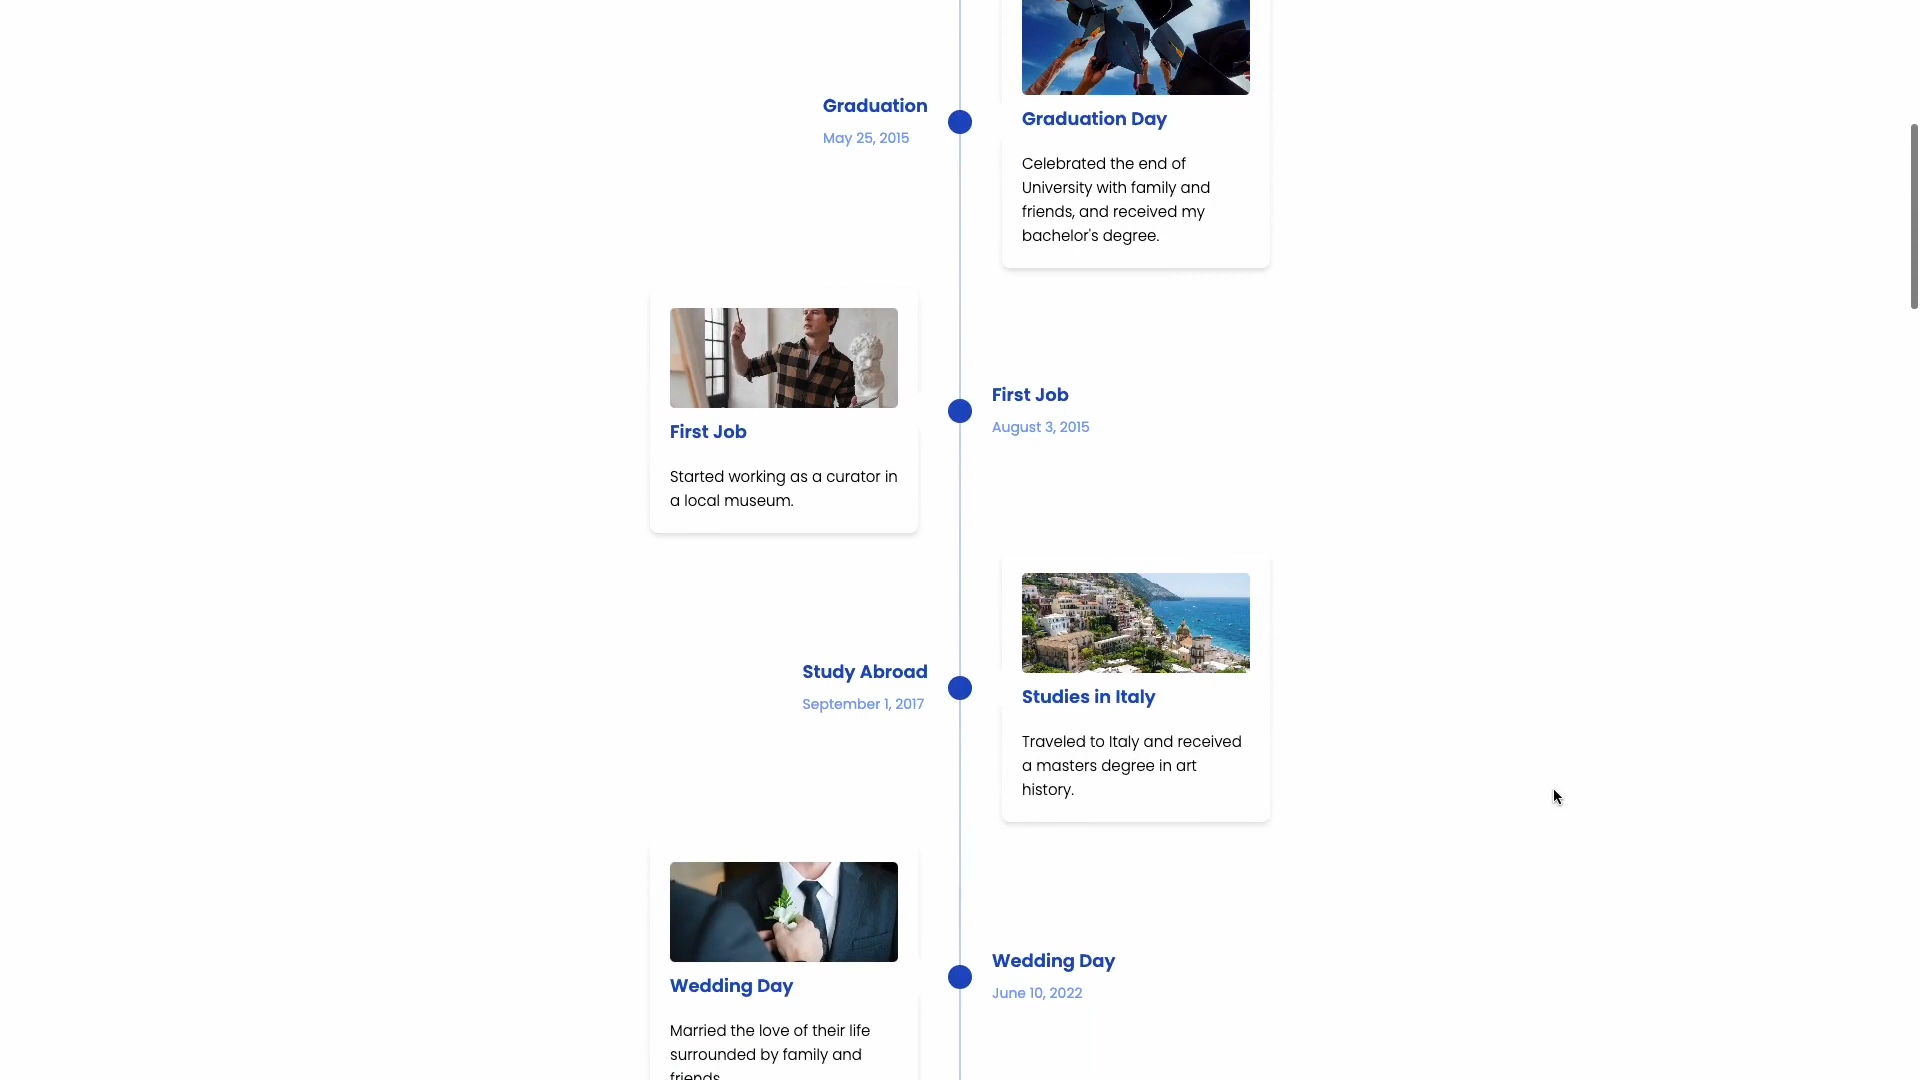 Graduation
May 25, 2015
Graduation Day
Celebrated the end of
University with family and
friends, and received my
bachelor's degree.
First Job
Started working as a curator in
a local museum.
First Job
August 3, 2015
Study Abroad
September 1, 2017
Studies in Italy
Traveled to Italy and received
a masters degree in art
history.
Wedding Day
Married the love of their life
surrounded by family and
friends
Wedding Day
June 10, 2022